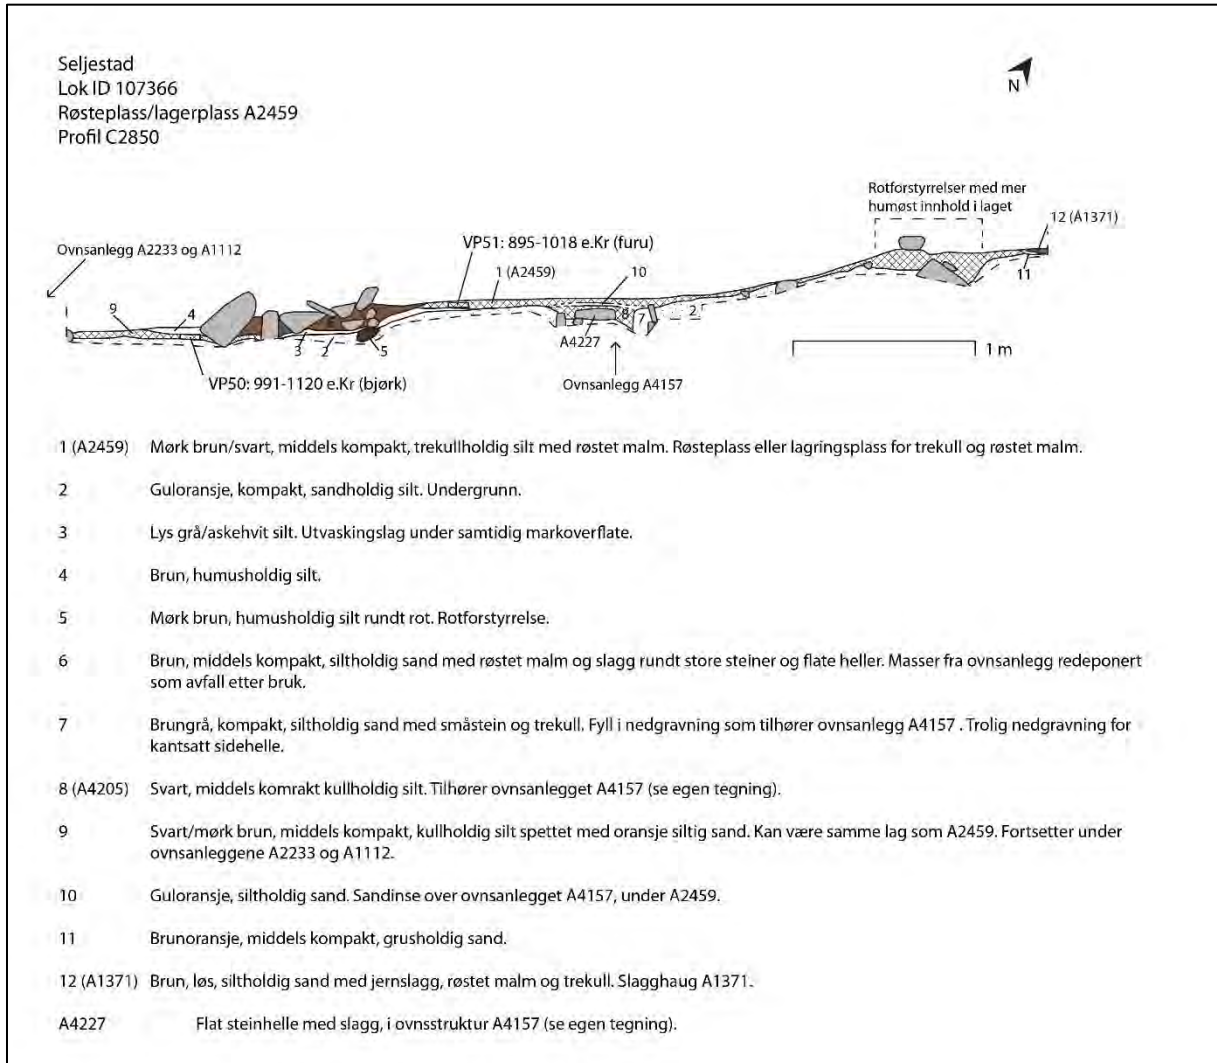 Seljestad
Lok ID 107366
Røsteplass/lagerplass A2459
Profil C2850
N
Rotforstyrrelser med mer
humøst innhold i laget
12 (A1371)
Ovnsanlegg A2233 og A1112
VP51: 895-1018 e.Kr (furu)
1 (A2459)
10
11
9
4
8
7
2
A4227
3
2
5
1 m
VP50: 991-1120 e.Kr (bjørk)
Ovnsanlegg A4157
1 (A2459) Mørk brun/svart, middels kompakt, trekullholdig silt med røstet malm. Røsteplass eller lagringsplass for trekull og røstet malm.
2 Guloransje, kompakt, sandholdig silt. Undergrunn.
3 Lys grå/askehvit silt. Utvaskingslag under samtidig markoverflate.
4 Brun, humusholdig silt.
5 Mørk brun, humusholdig silt rundt rot. Rotforstyrrelse.
6 Brun, middels kompakt, siltholdig sand med røstet malm og slagg rundt store steiner og flate heller. Masser fra ovnsanlegg redeponert
som avfall etter bruk.
7 Brungrå, kompakt, siltholdig sand med småstein og trekull. Fyll i nedgravning som tilhører ovnsanlegg A4157 . Trolig nedgravning for
kantsatt sidehelle.
8 (A4205) Svart, middels komrakt kullholdig silt. Tilhører ovnsanlegget A4157 (se egen tegning).
9 Svart/mørk brun, middels kompakt, kullholdig silt spettet med oransje siltig sand. Kan være samme lag som A2459. Fortsetter under
ovnsanleggene A2233 og A1112.
10 Guloransje, siltholdig sand. Sandinse over ovnsanlegget A4157, under A2459.
11 Brunoransje, middels kompakt, grusholdig sand.
12 (A1371) Brun, løs, siltholdig sand med jernslagg, røstet malm og trekull. Slagghaug A1371.
A4227 Flat steinhelle med slagg, i ovnsstruktur A4157 (se egen tegning).